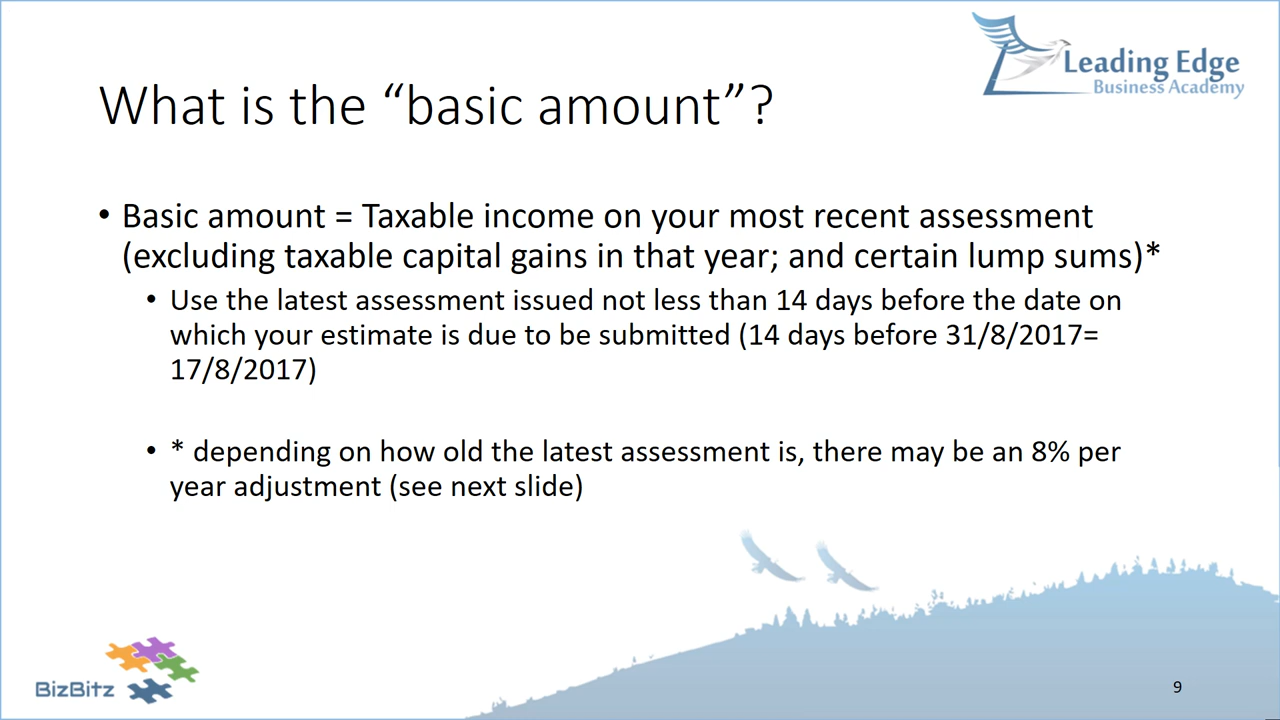 Leading Edge
Business Academy
What is the “basic amount”?
• Basic amount = Taxable income on your most recent assessment
(excluding taxable capital gains in that year; and certain lump sums)*
• Use the latest assessment issued not less than 14 days before the date on
which your estimate is due to be submitted (14 days before 31/8/2017=
17/8/2017)
• * depending on how old the latest assessment is, there may be an 8% per
year adjustment (see next slide)
BizBitz
9